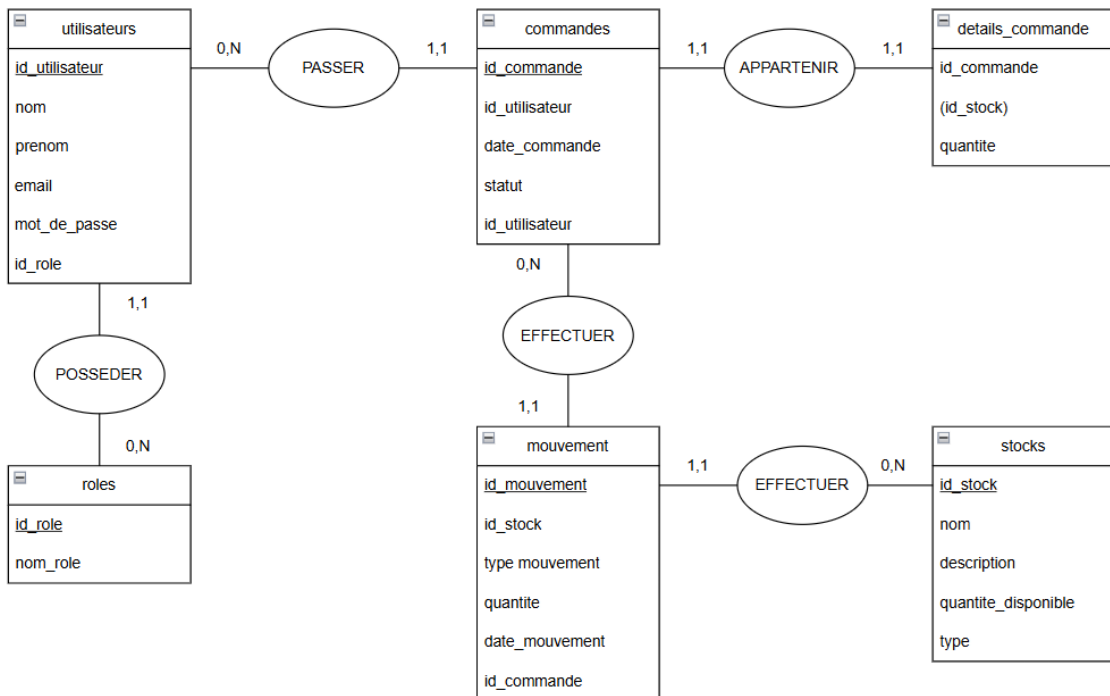 utilisateurs
id_utilisateur
nom
prenom
email
mot_de_passe
id_role
0,N
PASSER
1,1
commandes
id_commande
id_utilisateur
date_commande
statut
id_utilisateur
1,1
APPARTENIR
1,1
details_commande
id_commande
(id_stock)
quantite
1,1
POSSEDER
0,N
roles
id_role
nom_role
0,N
EFFECTUER
1,1
mouvement
id_mouvement
id_stock
type mouvement
quantite
date_mouvement
id_commande
1,1
EFFECTUER
0,N
stocks
id_stock
nom
description
quantite_disponible
type